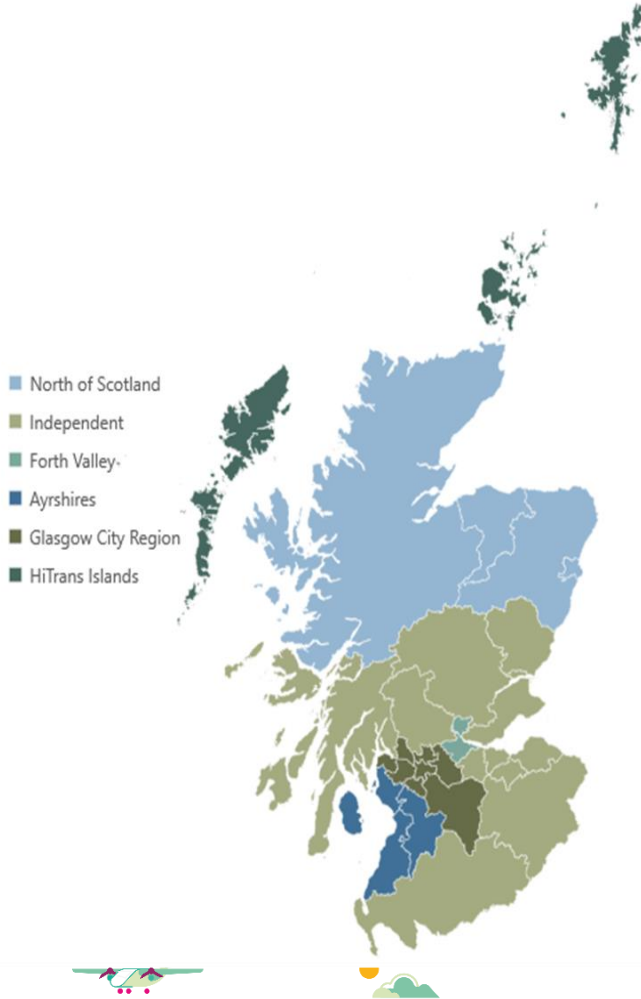 North of Scotland
Independent
Forth Valley
Ayrshires
Glasgow City Region
HiTrans Islands